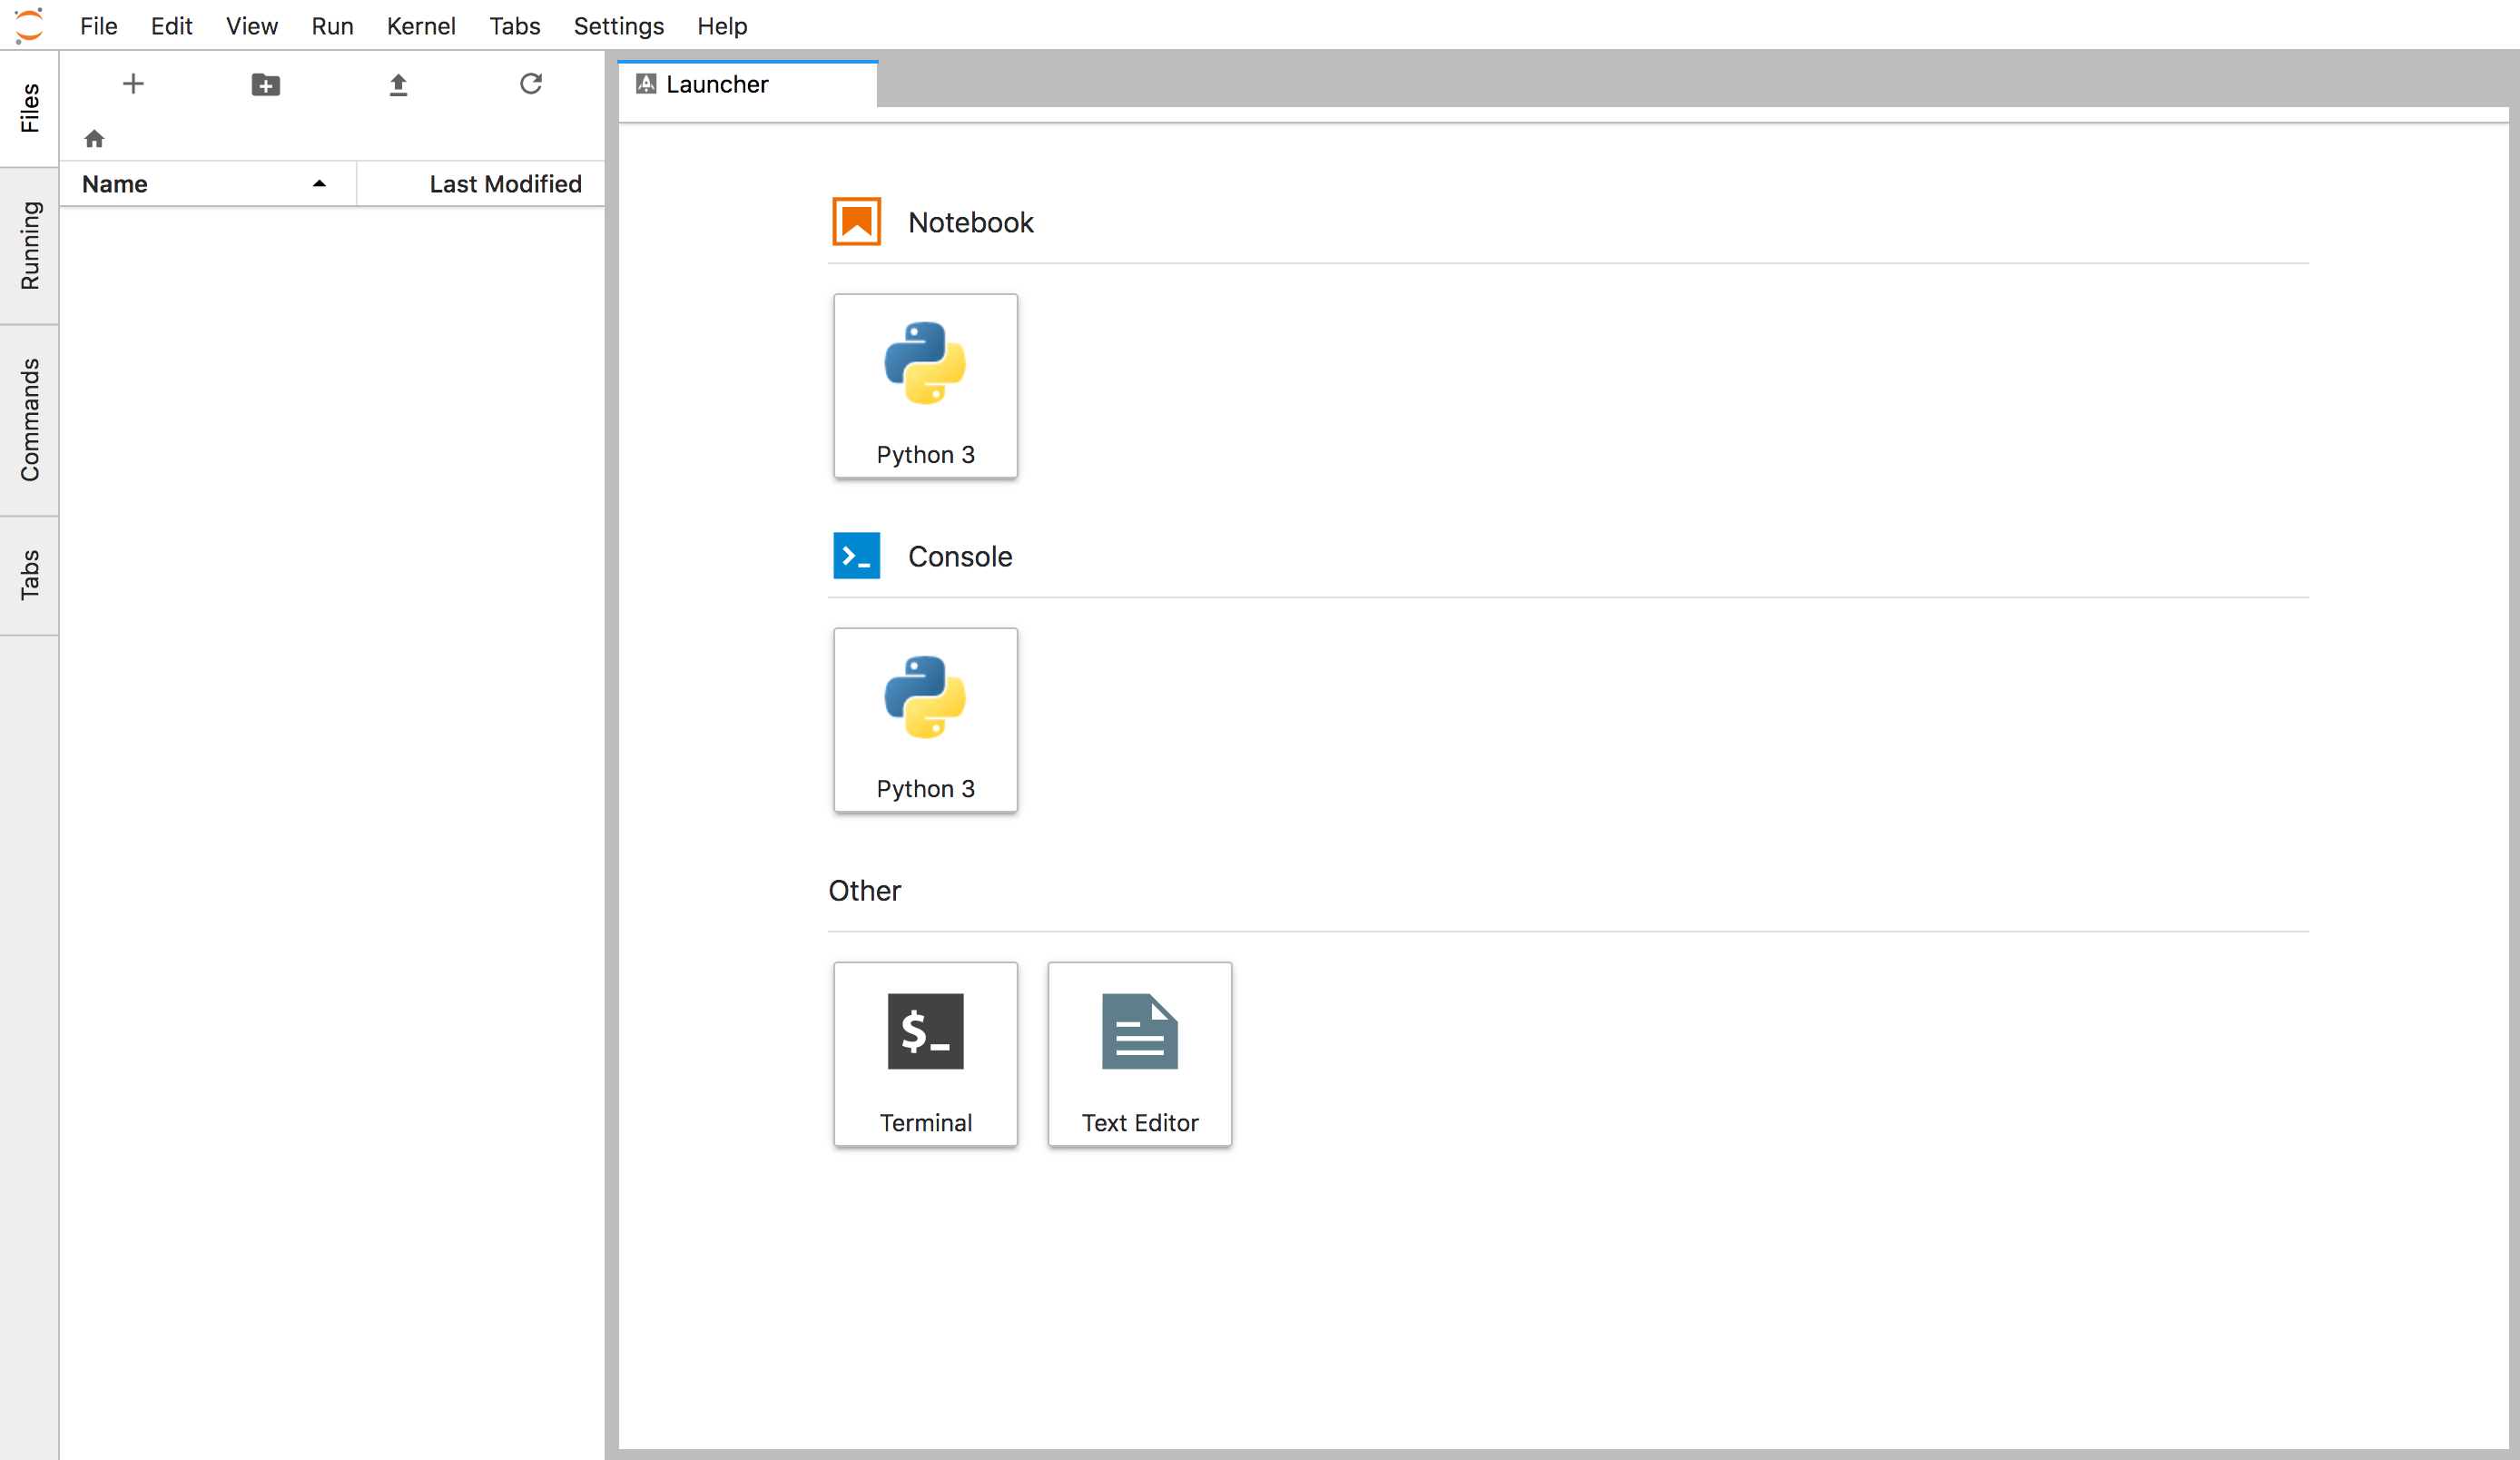 File Edit View Run Kernel Tabs Settings Help
Files
Running
Commands
Tabs
Name Last Modified
Launcher
Notebook
Python 3
Console
Python 3
Other
$_
Terminal Text Editor